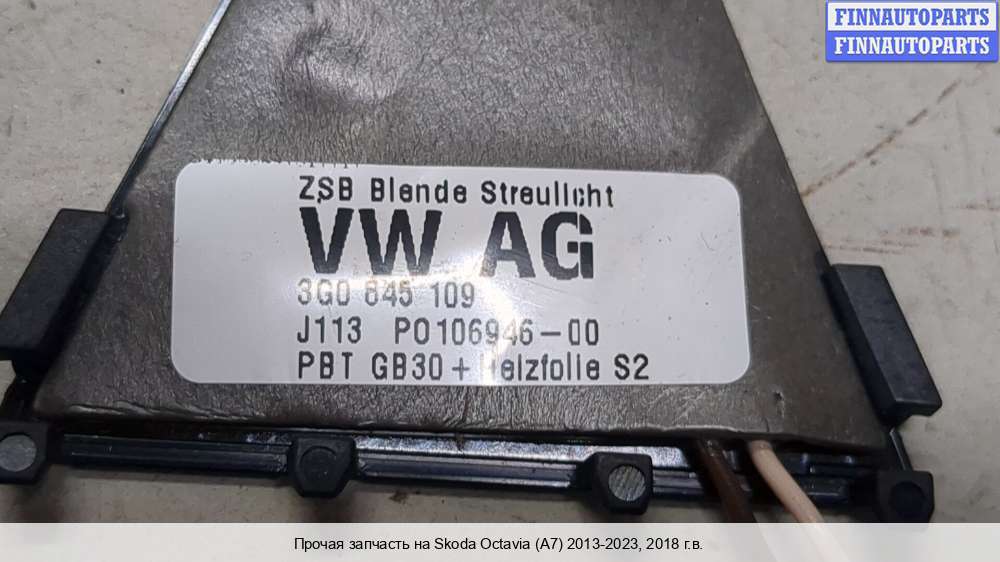 FINNAUTOPARTS
FINNAUTOPARTS
ZSB Blende Streulicht
VW AG
3G0 845 109
J113 P0106946-00
PBT GB30 + Heizfolie S2
Прочая запчасть на Skoda Octavia (A7) 2013-2023, 2018 г.в.